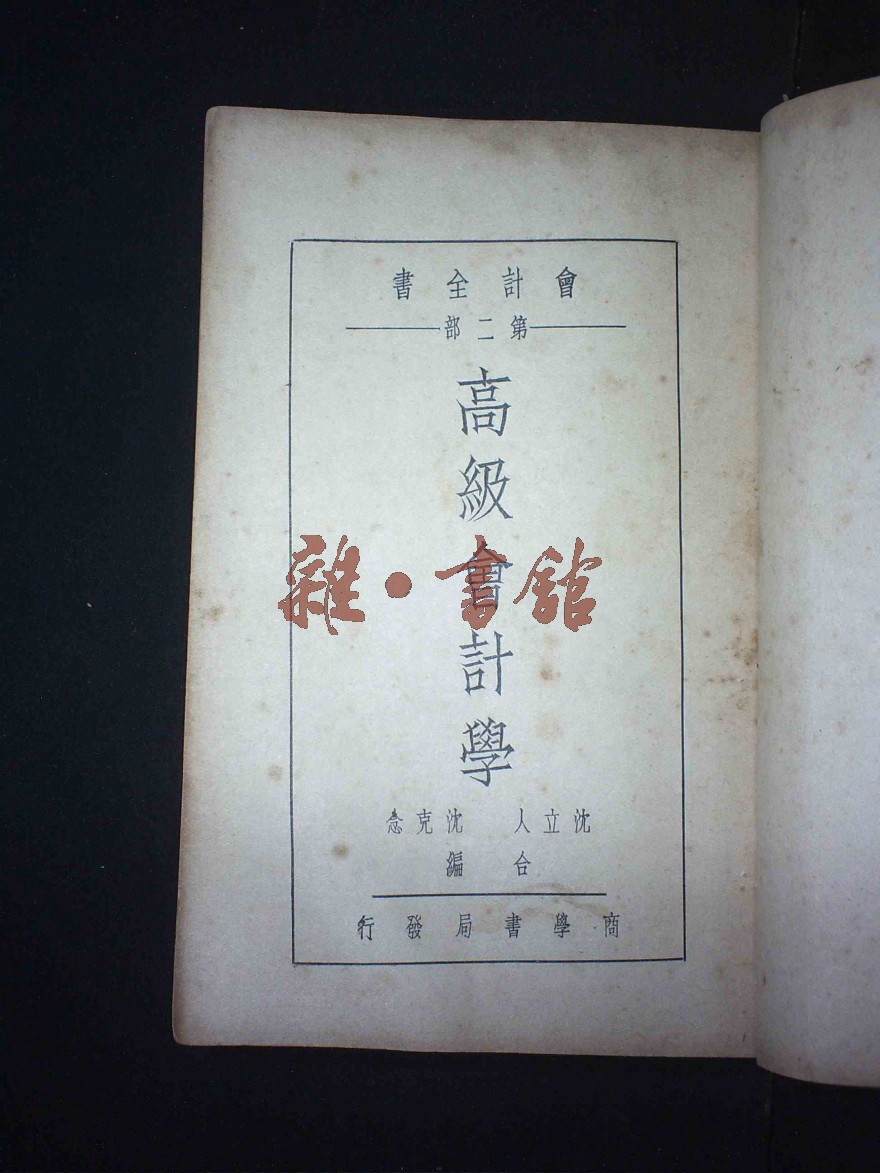 會計全書
第二部
高級會計學
雜·書館
沈立人 沈克念
合編
商學書局發行